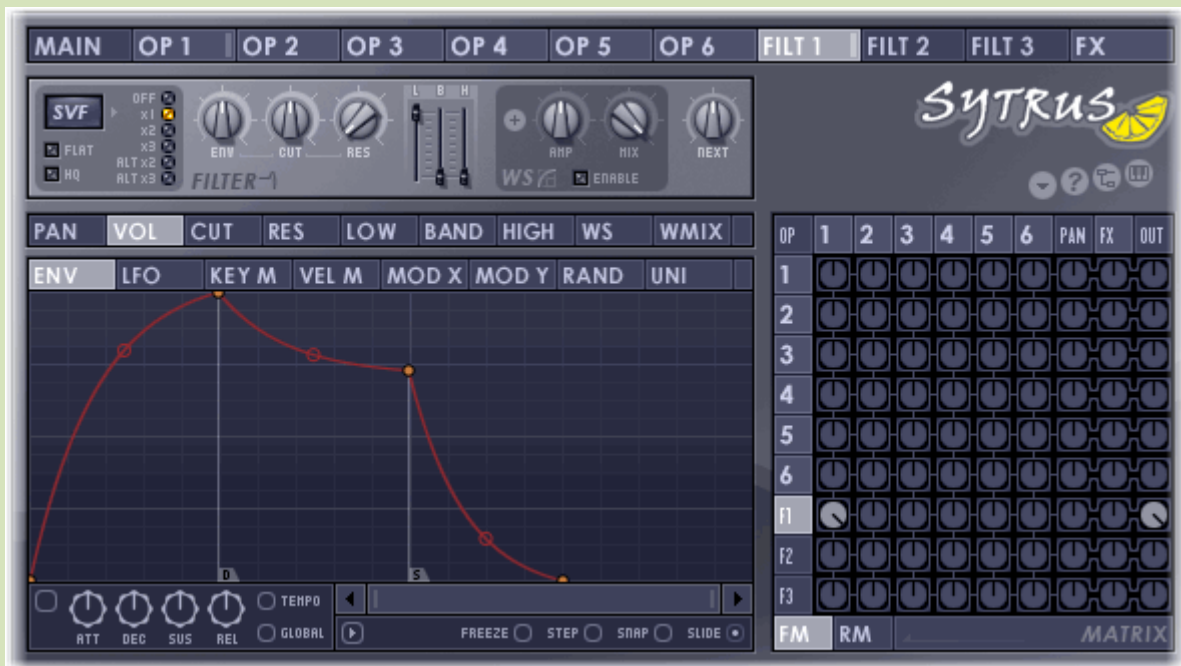 MAIN OP 1 OP 2 OP 3 OP 4 OP 5 OP 6 FILT 1 FILT 2 FILT 3 FX
SVF
OFF
x1
x2
x3
ALT x2
ALT x3
FLAT
HQ
ENV CUT RES
FILTER
L B H
AMP MIX
WS ENABLE
NEXT
SYTRUS
?
PAN VOL CUT RES LOW BAND HIGH WS WMIX
ENV LFO KEY M VEL M MOD X MOD Y RAND UNI
D S
ATT DEC SUS REL
TEMPO
GLOBAL
FREEZE STEP SNAP SLIDE
OP 1 2 3 4 5 6 PAN FX OUT
1
2
3
4
5
6
F1
F2
F3
FM RM MATRIX